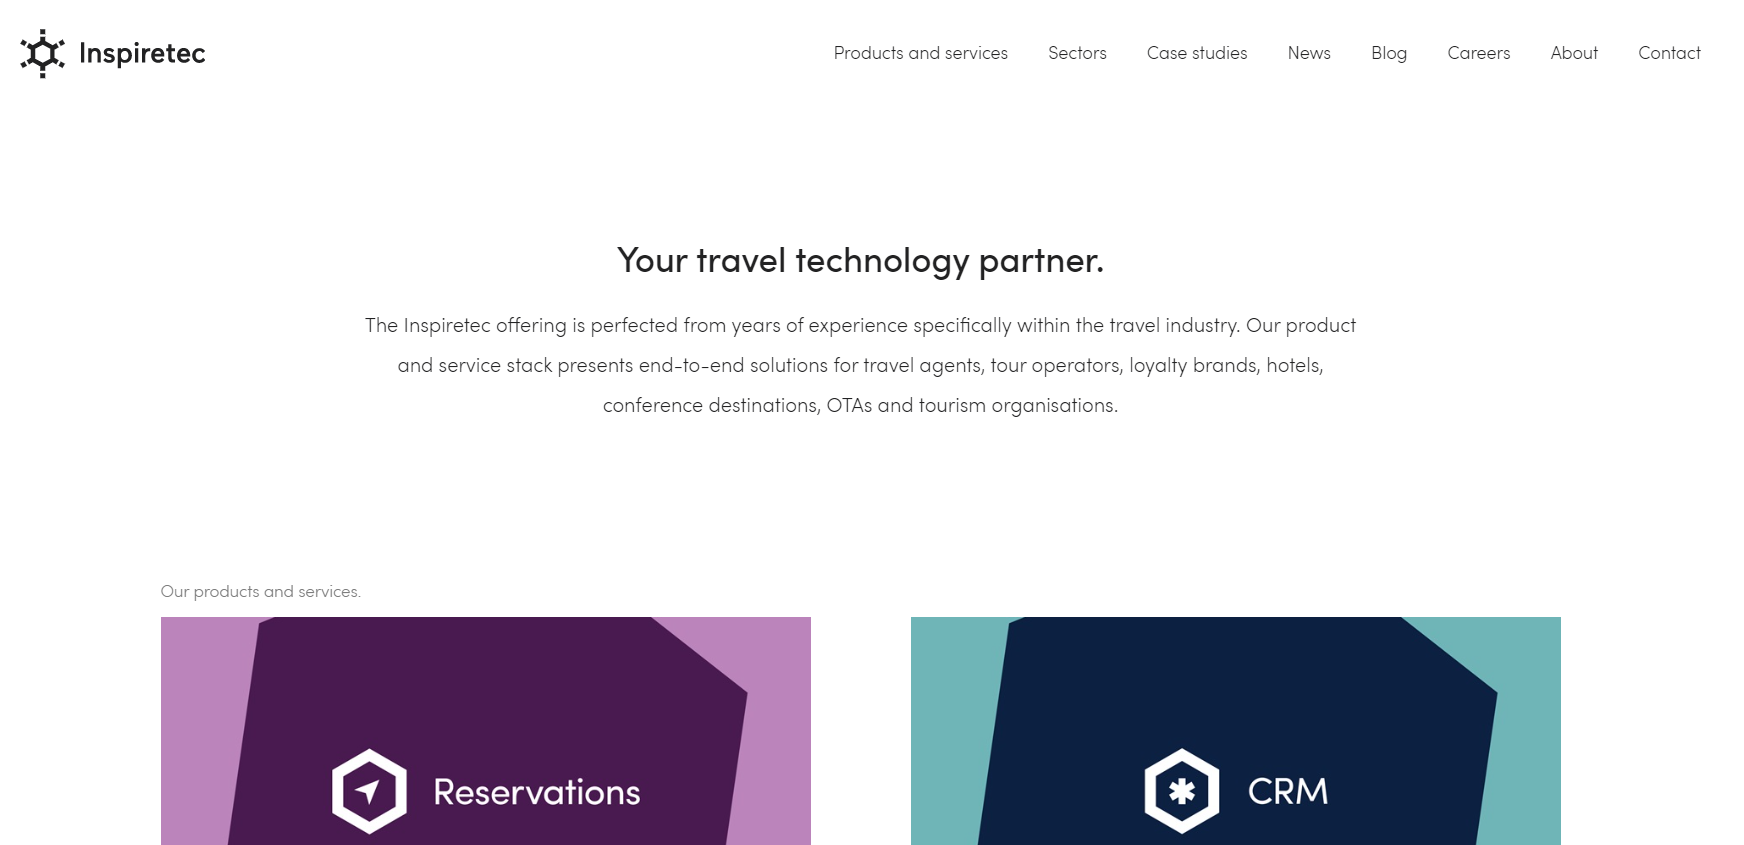 Inspiretec
Products and services
Sectors
Case studies
News
Blog
Careers
About
Contact
Your travel technology partner.
The Inspiretec offering is perfected from years of experience specifically within the travel industry. Our product
and service stack presents end-to-end solutions for travel agents, tour operators, loyalty brands, hotels,
conference destinations, OTAs and tourism organisations.
Our products and services.
Reservations
CRM